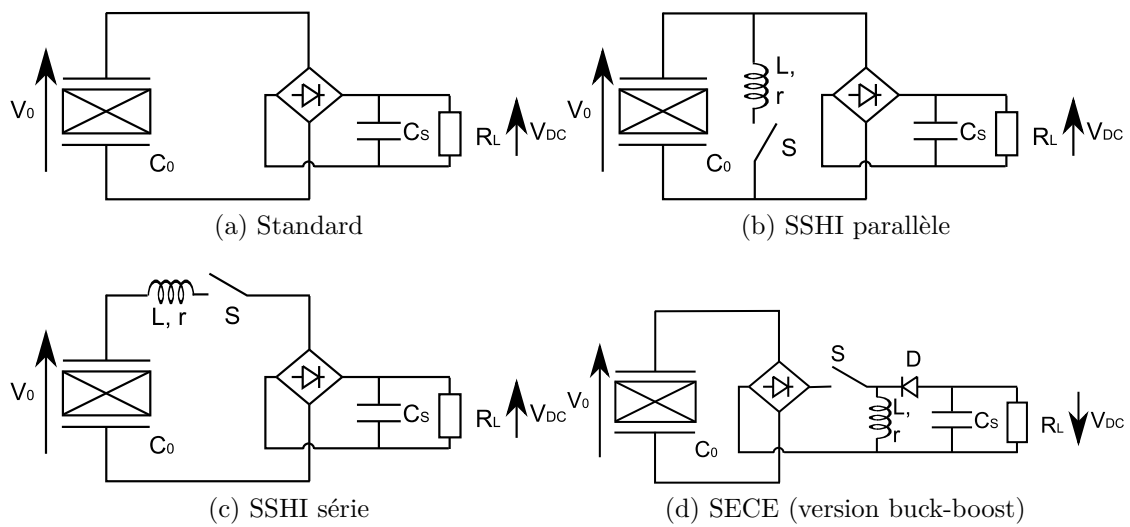 V0
C0
CS
RL
VDC
(a) Standard
V0
C0
L,
r
S
CS
RL
VDC
(b) SSHI parallèle
L, r
S
V0
C0
CS
RL
VDC
(c) SSHI série
V0
C0
S
D
L,
r
CS
RL
VDC
(d) SECE (version buck-boost)